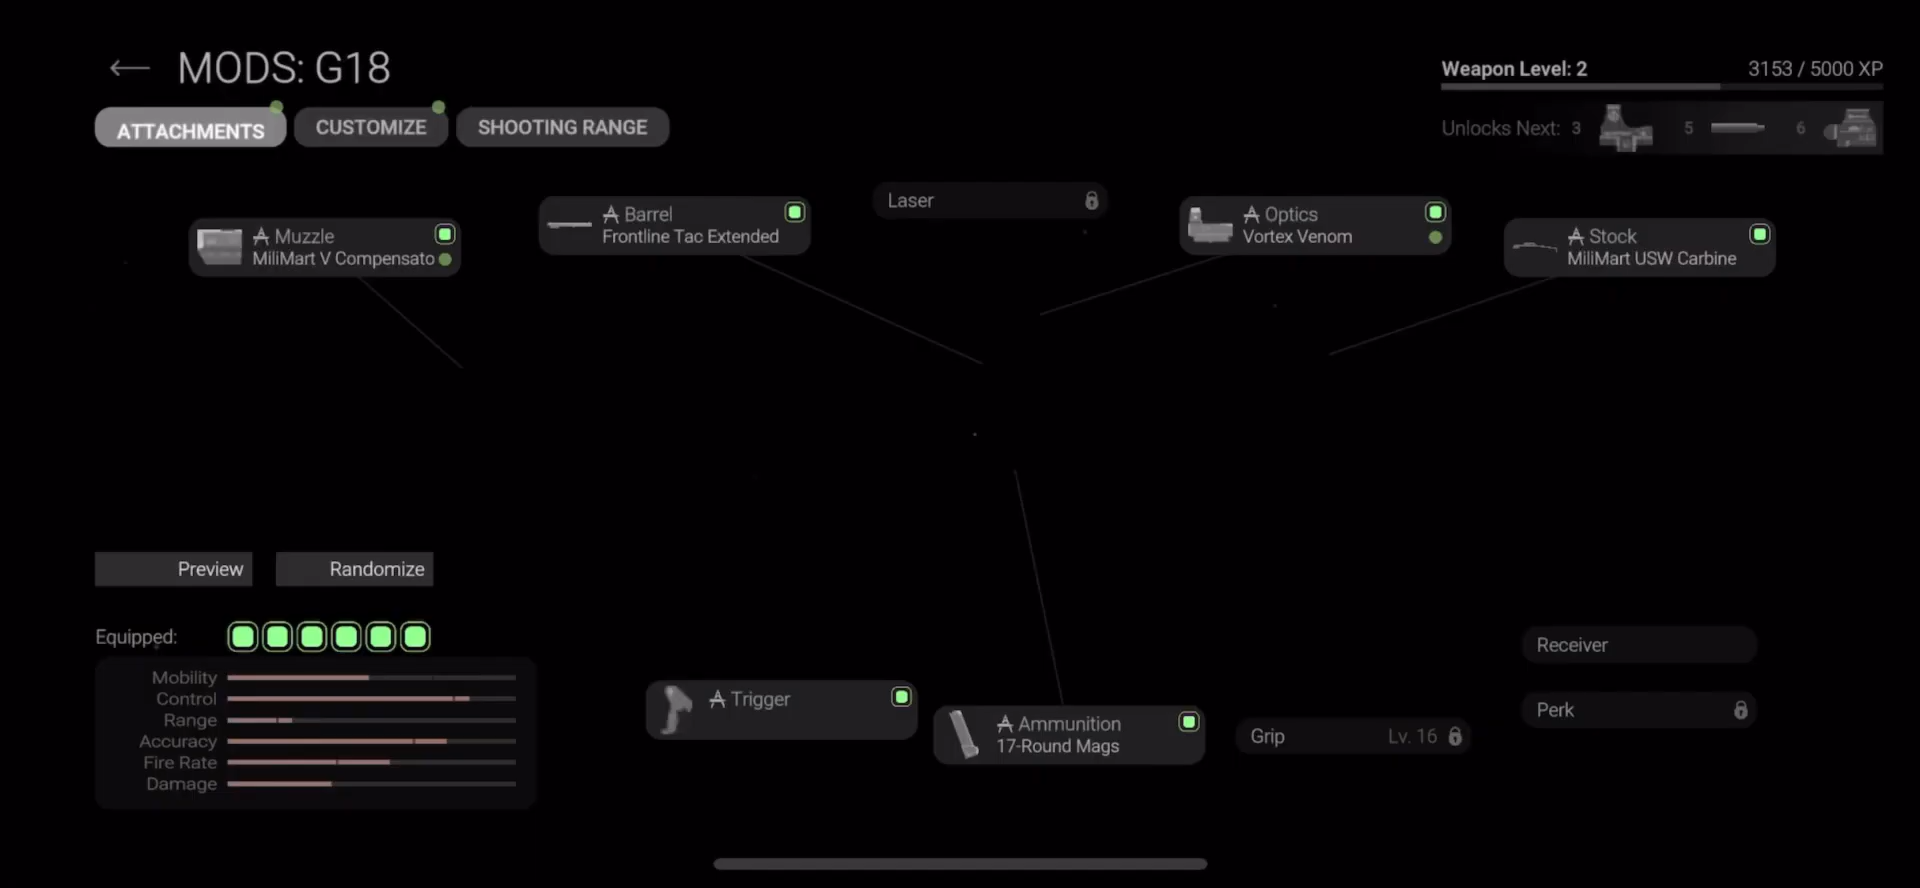 MODS: G18
Weapon Level: 2
3153 / 5000 XP
ATTACHMENTS
CUSTOMIZE
SHOOTING RANGE
Unlocks Next: 3
5
6
Muzzle
MiliMart V Compensato
Barrel
Frontline Tac Extended
Laser
Optics
Vortex Venom
Stock
MiliMart USW Carbine
Preview
Randomize
Equipped:
Mobility
Control
Range
Accuracy
Fire Rate
Damage
Trigger
Ammunition
17-Round Mags
Grip
Lv. 16
Receiver
Perk